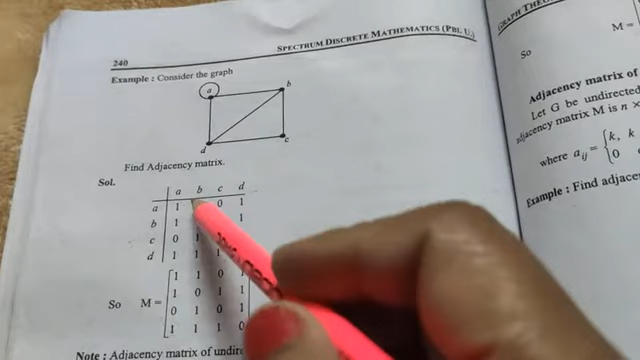 240
SPECTRUM DISCRETE MATHEMATICS (PBI. U.)
Example : Consider the graph
a
b
d
c
Find Adjacency matrix.
Sol.
a b c d
a 1 0 1
b 1 1
c 0 1
d 1 1 1
So M =
1 1 0 1
1 0 1 1
0 1 0 1
1 1 1 0
Note : Adjacency matrix of
GRAPH
M =
So
Adjacency matrix of
Let G be undirected
adjacency matrix M is n ×
where aij = { k, k
0
Example : Find adjacen